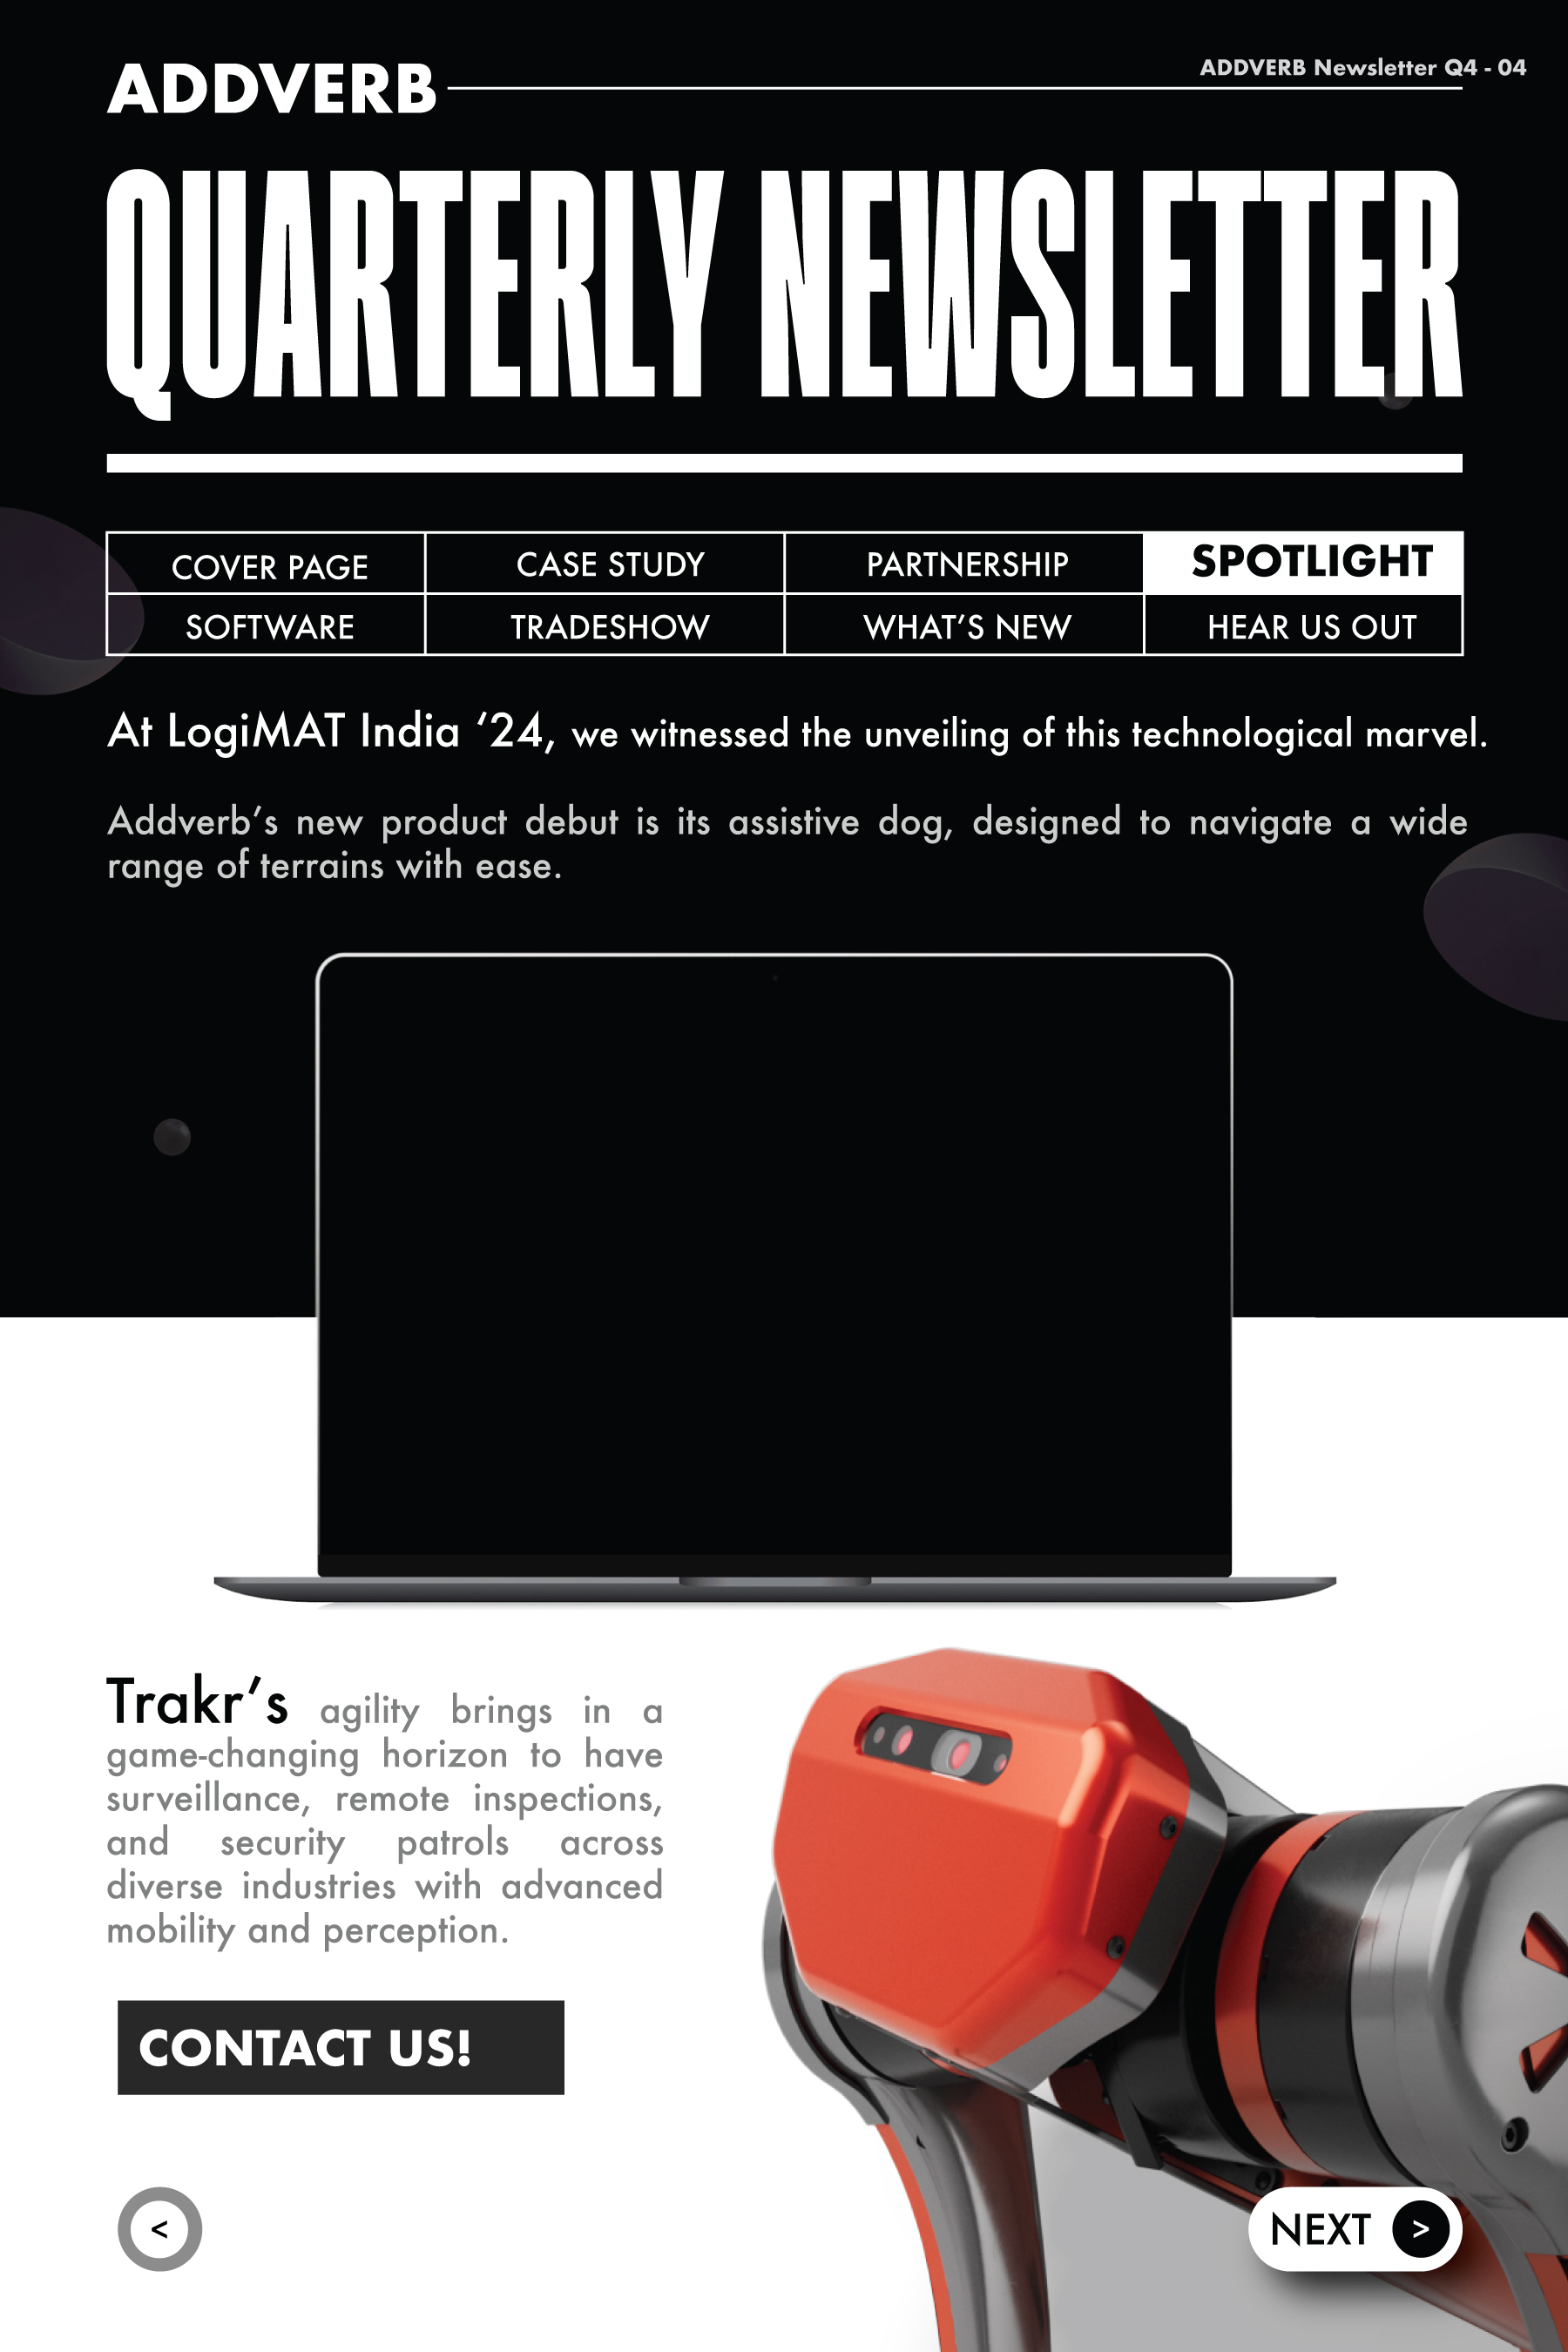 ADDVERB
ADDVERB Newsletter Q4 - 04
QUARTERLY NEWSLETTER
COVER PAGE
CASE STUDY
PARTNERSHIP
SPOTLIGHT
SOFTWARE
TRADESHOW
WHAT’S NEW
HEAR US OUT
At LogiMAT India ‘24, we witnessed the unveiling of this technological marvel.
Addverb’s new product debut is its assistive dog, designed to navigate a wide
range of terrains with ease.
Trakr’s agility brings in a
game-changing horizon to have
surveillance, remote inspections,
and security patrols across
diverse industries with advanced
mobility and perception.
CONTACT US!
<
NEXT >